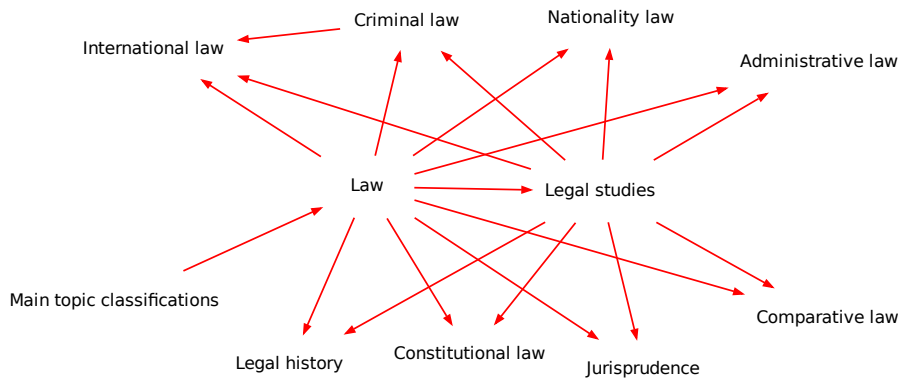 Criminal law
Nationality law
International law
Administrative law
Law
Legal studies
Main topic classifications
Comparative law
Legal history
Constitutional law
Jurisprudence